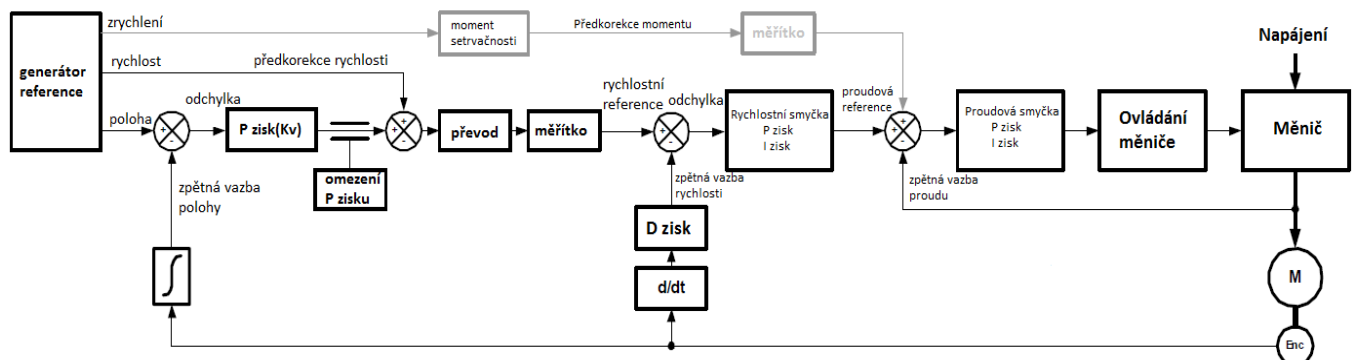 zrychlení
moment
setrvačnosti
Předkorekce momentu
měřítko
Napájení
generátor
reference
rychlost
předkorekce rychlosti
poloha
odchylka
P zisk(Kv)
omezení
P zisku
převod
měřítko
rychlostní
reference
odchylka
Rychlostní smyčka
P zisk
I zisk
proudová
reference
Proudová smyčka
P zisk
I zisk
Ovládání
měniče
Měnič
zpětná vazba
polohy
zpětná vazba
rychlosti
zpětná vazba
proudu
D zisk
d/dt
∫
M
Enc